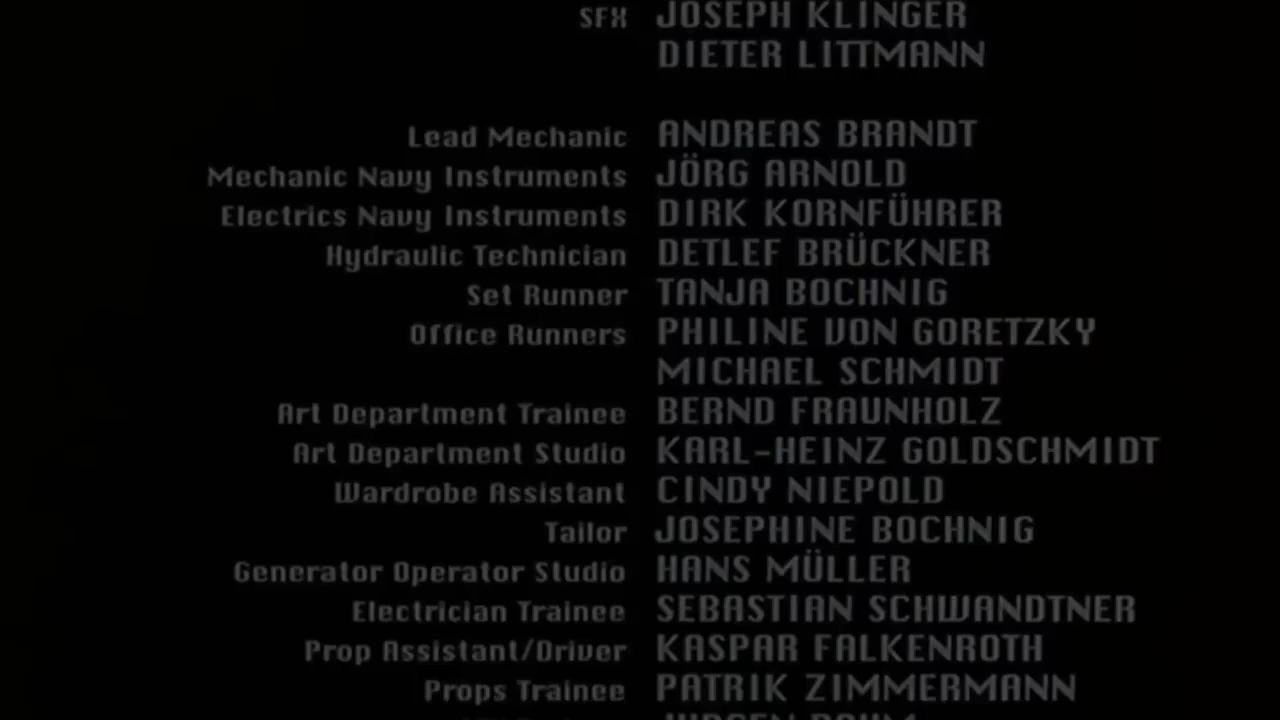 SFX JOSEPH KLINGER
DIETER LITTMANN
Lead Mechanic ANDREAS BRANDT
Mechanic Navy Instruments JÖRG ARNOLD
Electrics Navy Instruments DIRK KORNFÜHRER
Hydraulic Technician DETLEF BRÜCKNER
Set Runner TANJA BOCHNIG
Office Runners PHILINE VON GORETZKY
MICHAEL SCHMIDT
Art Department Trainee BERND FRAUNHOLZ
Art Department Studio KARL-HEINZ GOLDSCHMIDT
Wardrobe Assistant CINDY NIEPOLD
Tailor JOSEPHINE BOCHNIG
Generator Operator Studio HANS MÜLLER
Electrician Trainee SEBASTIAN SCHWANDTNER
Prop Assistant/Driver KASPAR FALKENROTH
Props Trainee PATRIK ZIMMERMANN